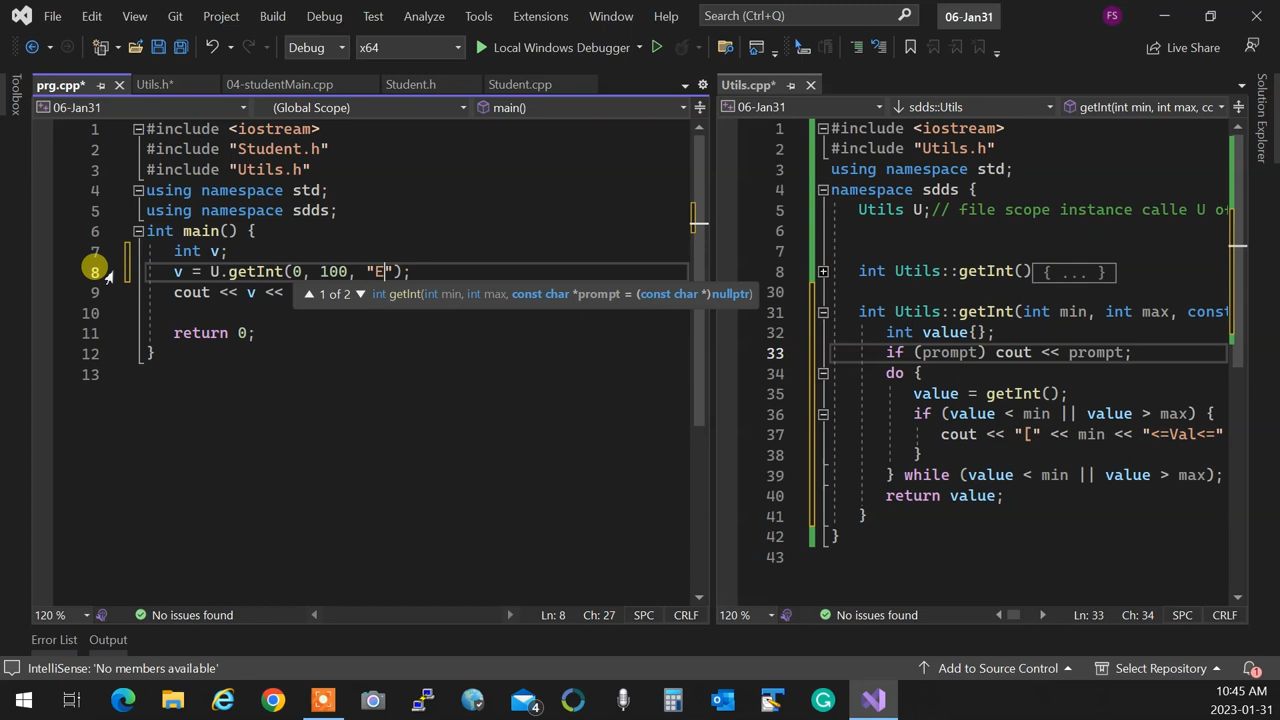 File Edit View Git Project Build Debug Test Analyze Tools Extensions Window Help Search (Ctrl+Q) 06-Jan31 FS
Debug x64 Local Windows Debugger Live Share
Toolbox
prg.cpp* Utils.h* 04-studentMain.cpp Student.h Student.cpp
06-Jan31 (Global Scope) main()
1 #include <iostream>
2 #include "Student.h"
3 #include "Utils.h"
4 using namespace std;
5 using namespace sdds;
6 int main() {
7 int v;
8 v = U.getInt(0, 100, "E");
9 cout << v <<
1 of 2 int getInt(int min, int max, const char *prompt = (const char *)nullptr)
10
11 return 0;
12 }
13
120 % No issues found Ln: 8 Ch: 27 SPC CRLF
Utils.cpp*
06-Jan31 sdds::Utils getInt(int min, int max, cc
1 #include <iostream>
2 #include "Utils.h"
3 using namespace std;
4 namespace sdds {
5 Utils U;// file scope instance calle U o
6
7
8 int Utils::getInt() { ... }
30
31 int Utils::getInt(int min, int max, cons
32 int value{};
33 if (prompt) cout << prompt;
34 do {
35 value = getInt();
36 if (value < min || value > max) {
37 cout << "[" << min << "<=Val<="
38 }
39 } while (value < min || value > max);
40 return value;
41 }
42 }
43
120 % No issues found Ln: 33 Ch: 34 SPC CRLF
Solution Explorer
Error List Output
IntelliSense: 'No members available' Add to Source Control Select Repository 1
4
10:45 AM
2023-01-31